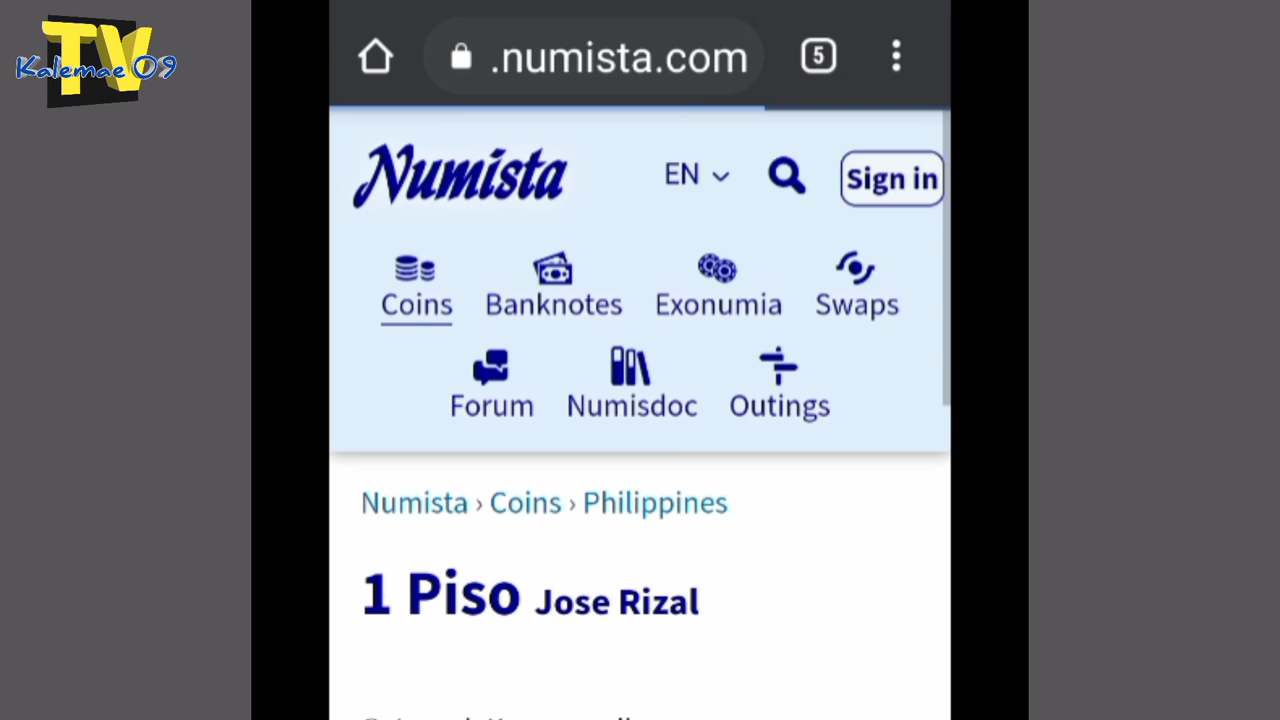 TV
Kalemae 09
.numista.com
5
Numista
EN
Sign in
Coins
Banknotes
Exonumia
Swaps
Forum
Numisdoc
Outings
Numista › Coins › Philippines
1 Piso Jose Rizal